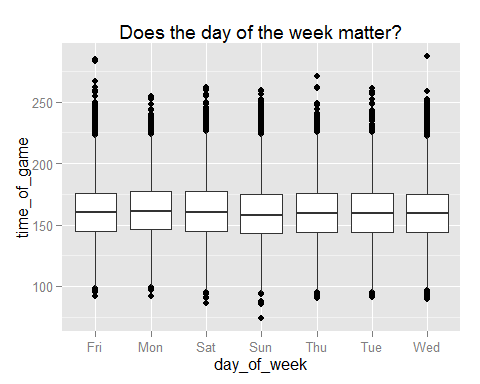 Does the day of the week matter?
time_of_game
250
200
150
100
Fri Mon Sat Sun Thu Tue Wed
day_of_week